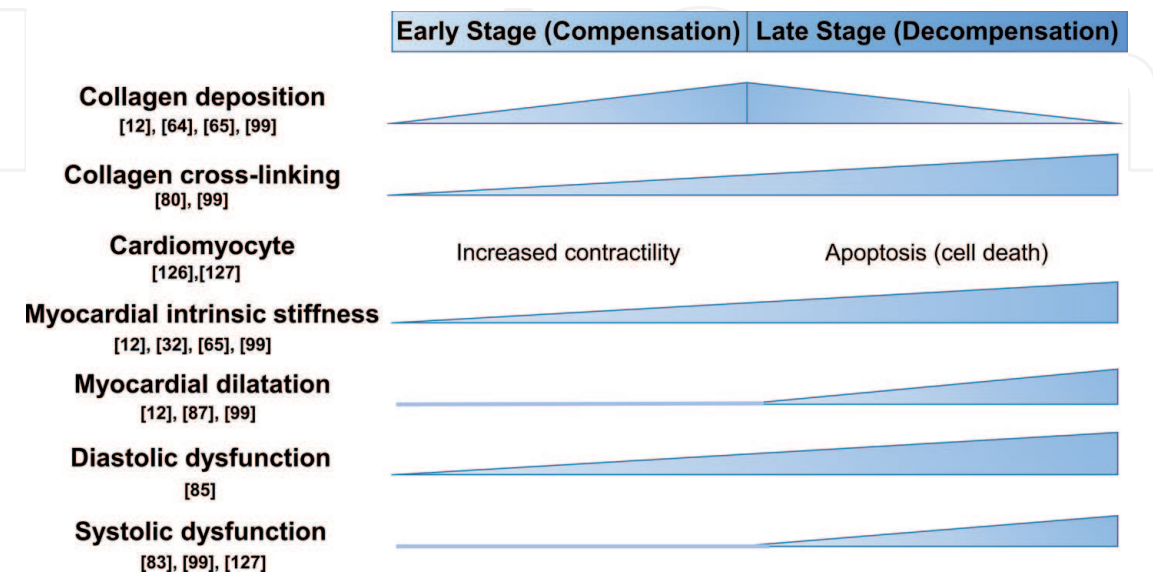 Early Stage (Compensation) Late Stage (Decompensation)
Collagen deposition
[12], [64], [65], [99]
Collagen cross-linking
[80], [99]
Cardiomyocyte
[126],[127]
Increased contractility
Apoptosis (cell death)
Myocardial intrinsic stiffness
[12], [32], [65], [99]
Myocardial dilatation
[12], [87], [99]
Diastolic dysfunction
[85]
Systolic dysfunction
[83], [99], [127]